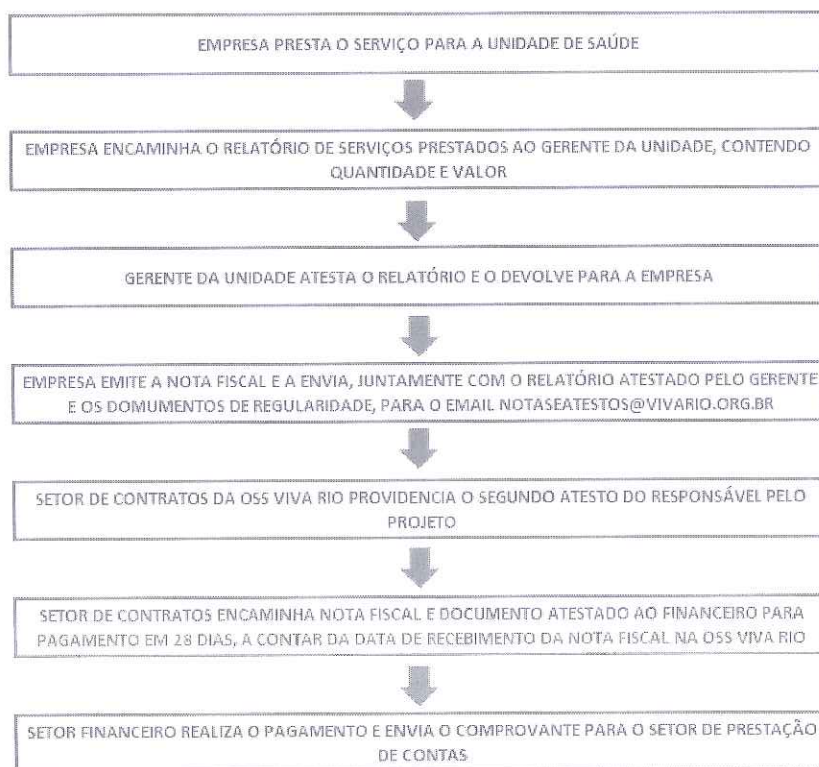 EMPRESA PRESTA O SERVIÇO PARA A UNIDADE DE SAÚDE
EMPRESA ENCAMINHA O RELATÓRIO DE SERVIÇOS PRESTADOS AO GERENTE DA UNIDADE, CONTENDO
QUANTIDADE E VALOR
GERENTE DA UNIDADE ATESTA O RELATÓRIO E O DEVOLVE PARA A EMPRESA
EMPRESA EMITE A NOTA FISCAL E A ENVIA, JUNTAMENTE COM O RELATÓRIO ATESTADO PELO GERENTE
E OS DOMUMENTOS DE REGULARIDADE, PARA O EMAIL NOTASEATESTOS@VIVARIO.ORG.BR
SETOR DE CONTRATOS DA OSS VIVA RIO PROVIDENCIA O SEGUNDO ATESTO DO RESPONSÁVEL PELO
PROJETO
SETOR DE CONTRATOS ENCAMINHA NOTA FISCAL E DOCUMENTO ATESTADO AO FINANCEIRO PARA
PAGAMENTO EM 28 DIAS, A CONTAR DA DATA DE RECEBIMENTO DA NOTA FISCAL NA OSS VIVA RIO
SETOR FINANCEIRO REALIZA O PAGAMENTO E ENVIA O COMPROVANTE PARA O SETOR DE PRESTAÇÃO
DE CONTAS